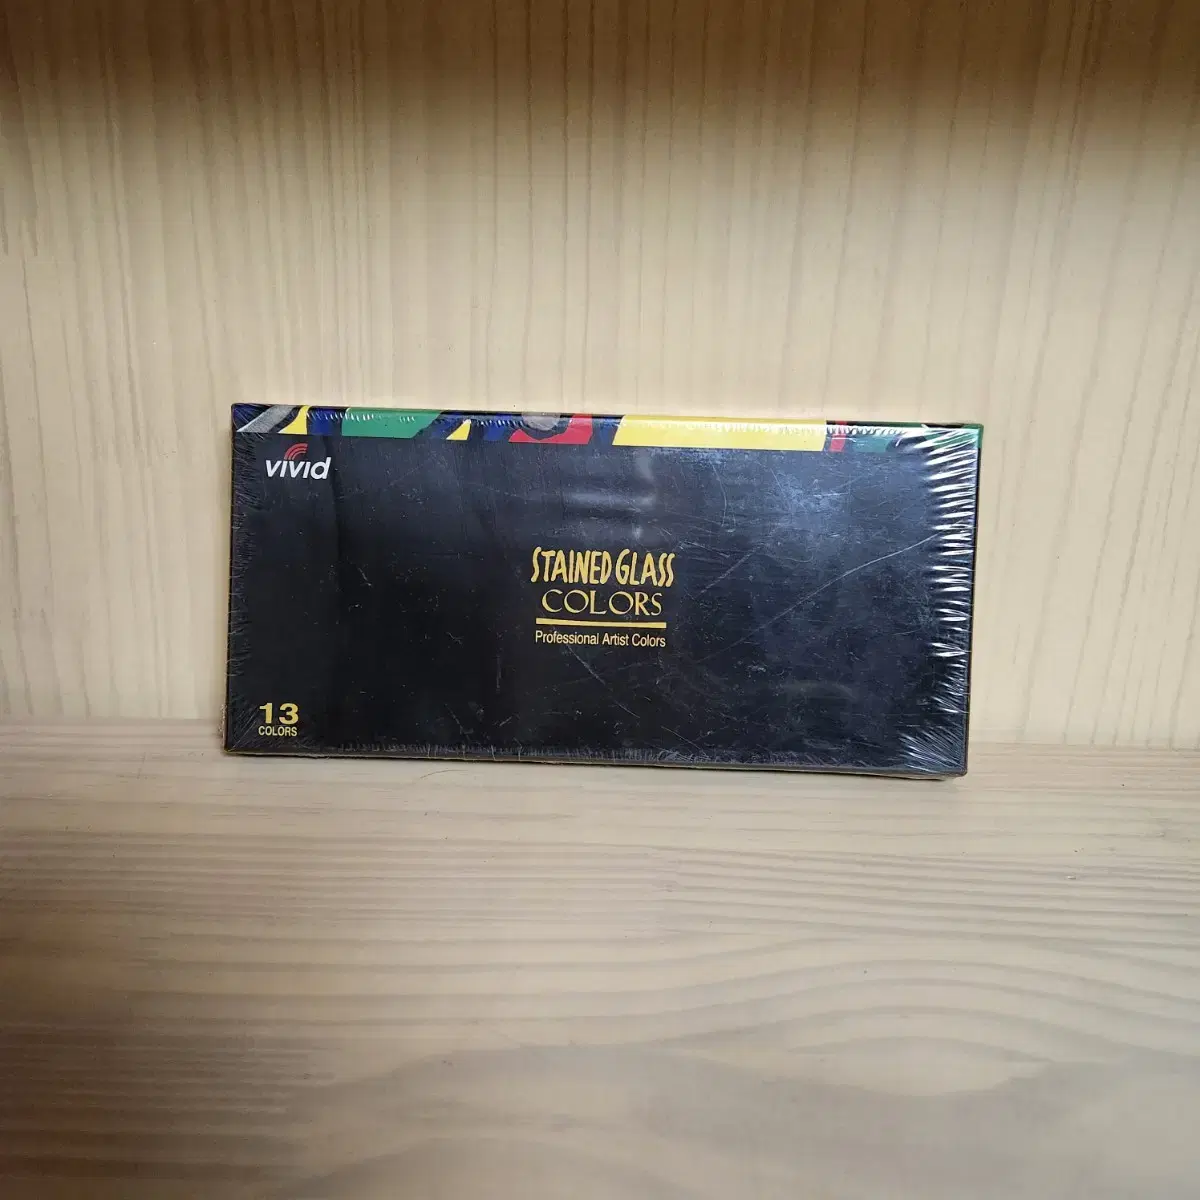 vivid
STAINED GLASS
COLORS
Professional Artist Colors
13
COLORS